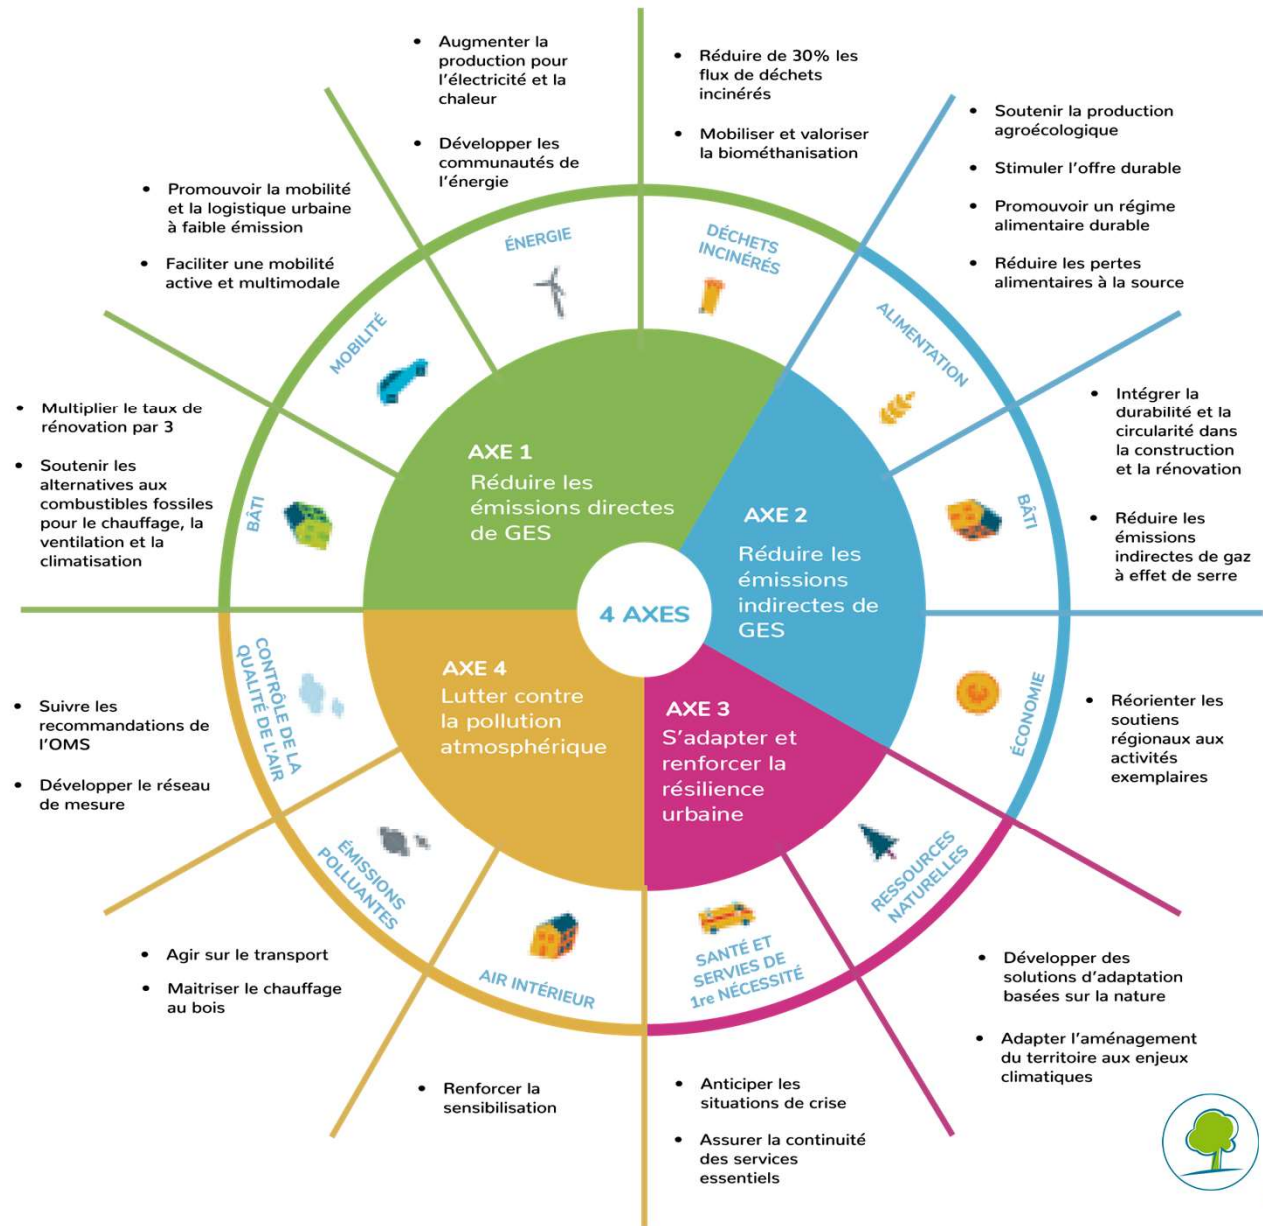 • Augmenter la
production pour
l'électricité et la
chaleur
• Développer les
communautés de
l'énergie
• Réduire de 30% les
flux de déchets
incinérés
• Mobiliser et valoriser
la biométhanisation
• Soutenir la production
agroécologique
• Stimuler l'offre durable
• Promouvoir un régime
alimentaire durable
• Réduire les pertes
alimentaires à la source
• Promouvoir la mobilité
et la logistique urbaine
à faible émission
• Faciliter une mobilité
active et multimodale
ÉNERGIE
DÉCHETS
INCINÉRÉS
MOBILITÉ
ALIMENTATION
• Multiplier le taux de
rénovation par 3
• Soutenir les
alternatives aux
combustibles fossiles
pour le chauffage, la
ventilation et la
climatisation
BÂTI
AXE 1
Réduire les
émissions directes
de GES
AXE 2
Réduire les
émissions
indirectes de
GES
BÂTI
• Intégrer la
durabilité et la
circularité dans
la construction
et la rénovation
• Réduire les
émissions
indirectes de gaz
à effet de serre
4 AXES
• Suivre les
recommandations de
l'OMS
• Développer le réseau
de mesure
CONTRÔLE DE LA
QUALITÉ DE L'AIR
AXE 4
Lutter contre
la pollution
atmosphérique
AXE 3
S'adapter et
renforcer la
résilience
urbaine
ÉCONOMIE
• Réorienter les
soutiens
régionaux aux
activités
exemplaires
ÉMISSIONS
POLLUANTES
RESSOURCES
NATURELLES
AIR INTÉRIEUR
SANTÉ ET
SERVIES DE
1re NÉCESSITÉ
• Agir sur le transport
• Maitriser le chauffage
au bois
• Développer des
solutions d'adaptation
basées sur la nature
• Adapter l'aménagement
du territoire aux enjeux
climatiques
• Renforcer la
sensibilisation
• Anticiper les
situations de crise
• Assurer la continuité
des services
essentiels